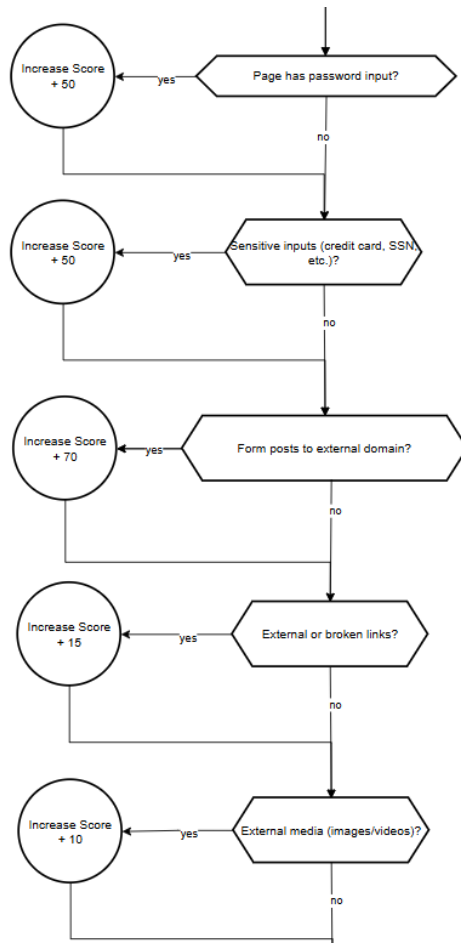 Increase Score
+ 50
yes
Page has password input?
no
Increase Score
+ 50
yes
Sensitive inputs (credit card, SSN,
etc.)?
no
Increase Score
+ 70
yes
Form posts to external domain?
no
Increase Score
+ 15
yes
External or broken links?
no
Increase Score
+ 10
yes
External media (images/videos)?
no